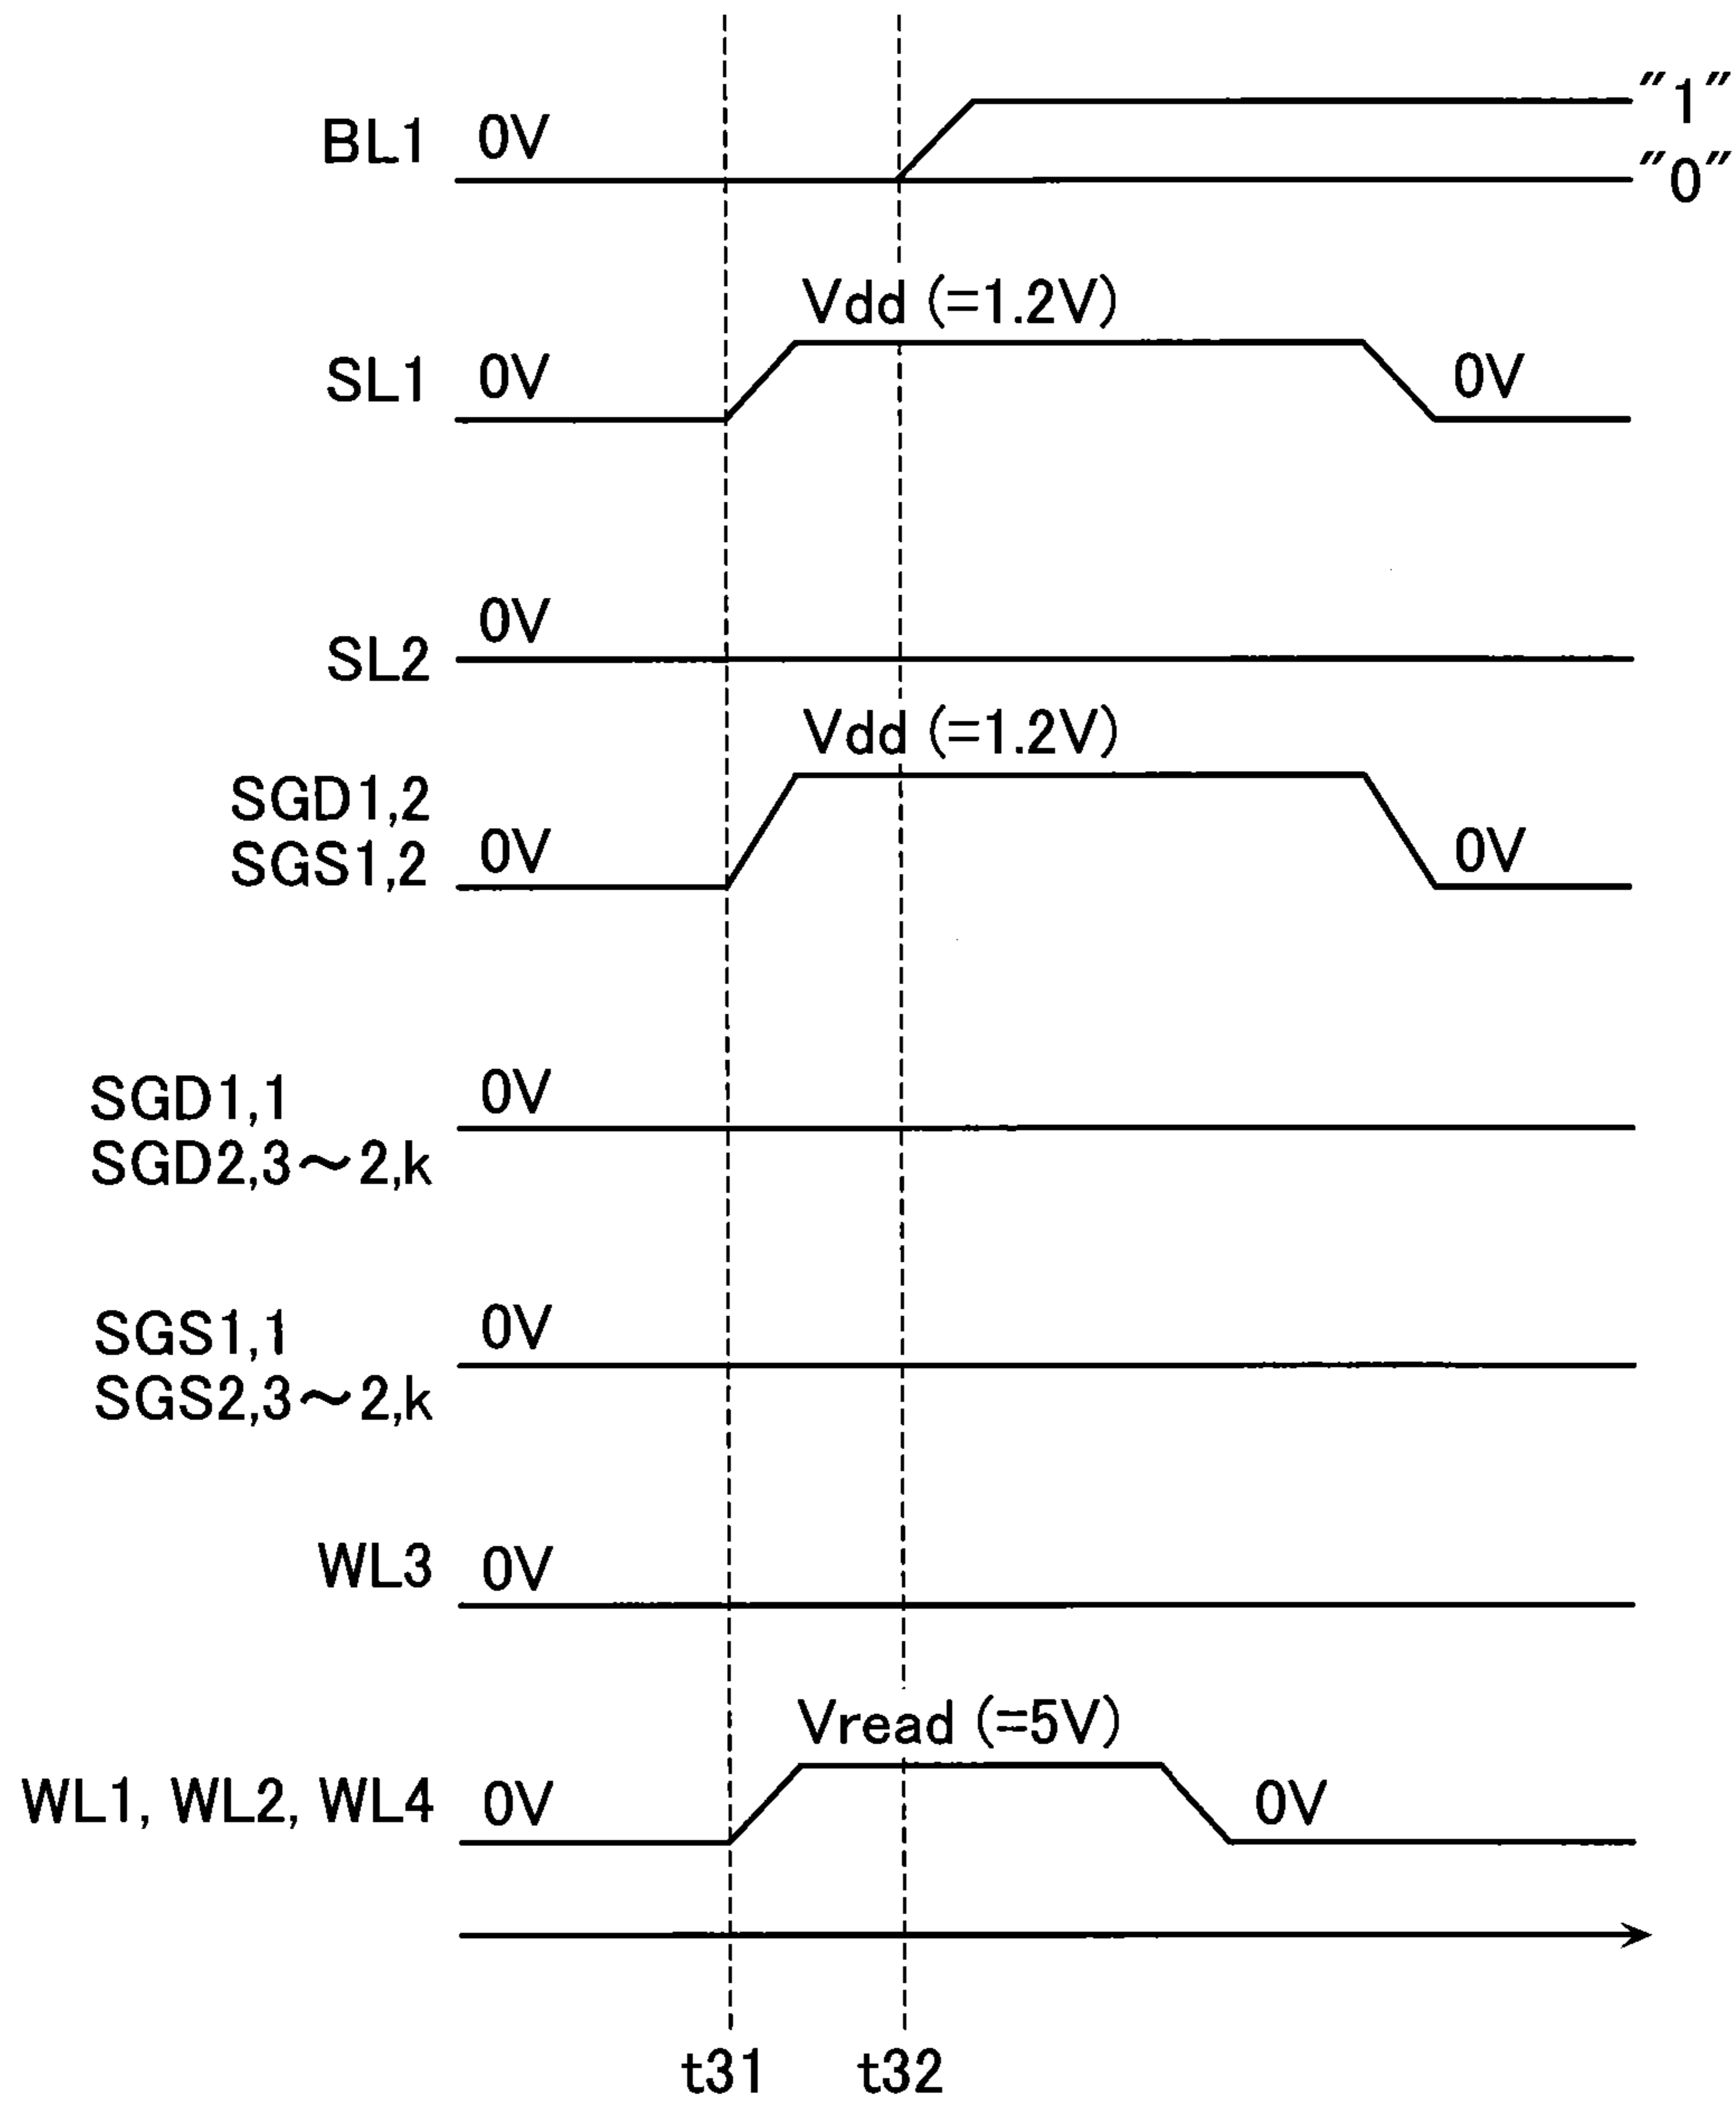 BL1 0V "1"
"0"
Vdd (=1.2V)
SL1 0V 0V
0V
SL2
Vdd (=1.2V)
SGD1,2
SGS1,2 0V 0V
SGD1,1 0V
SGD2,3～2,k
SGS1,1 0V
SGS2,3～2,k
WL3 0V
Vread (=5V)
WL1, WL2, WL4 0V 0V
t31 t32